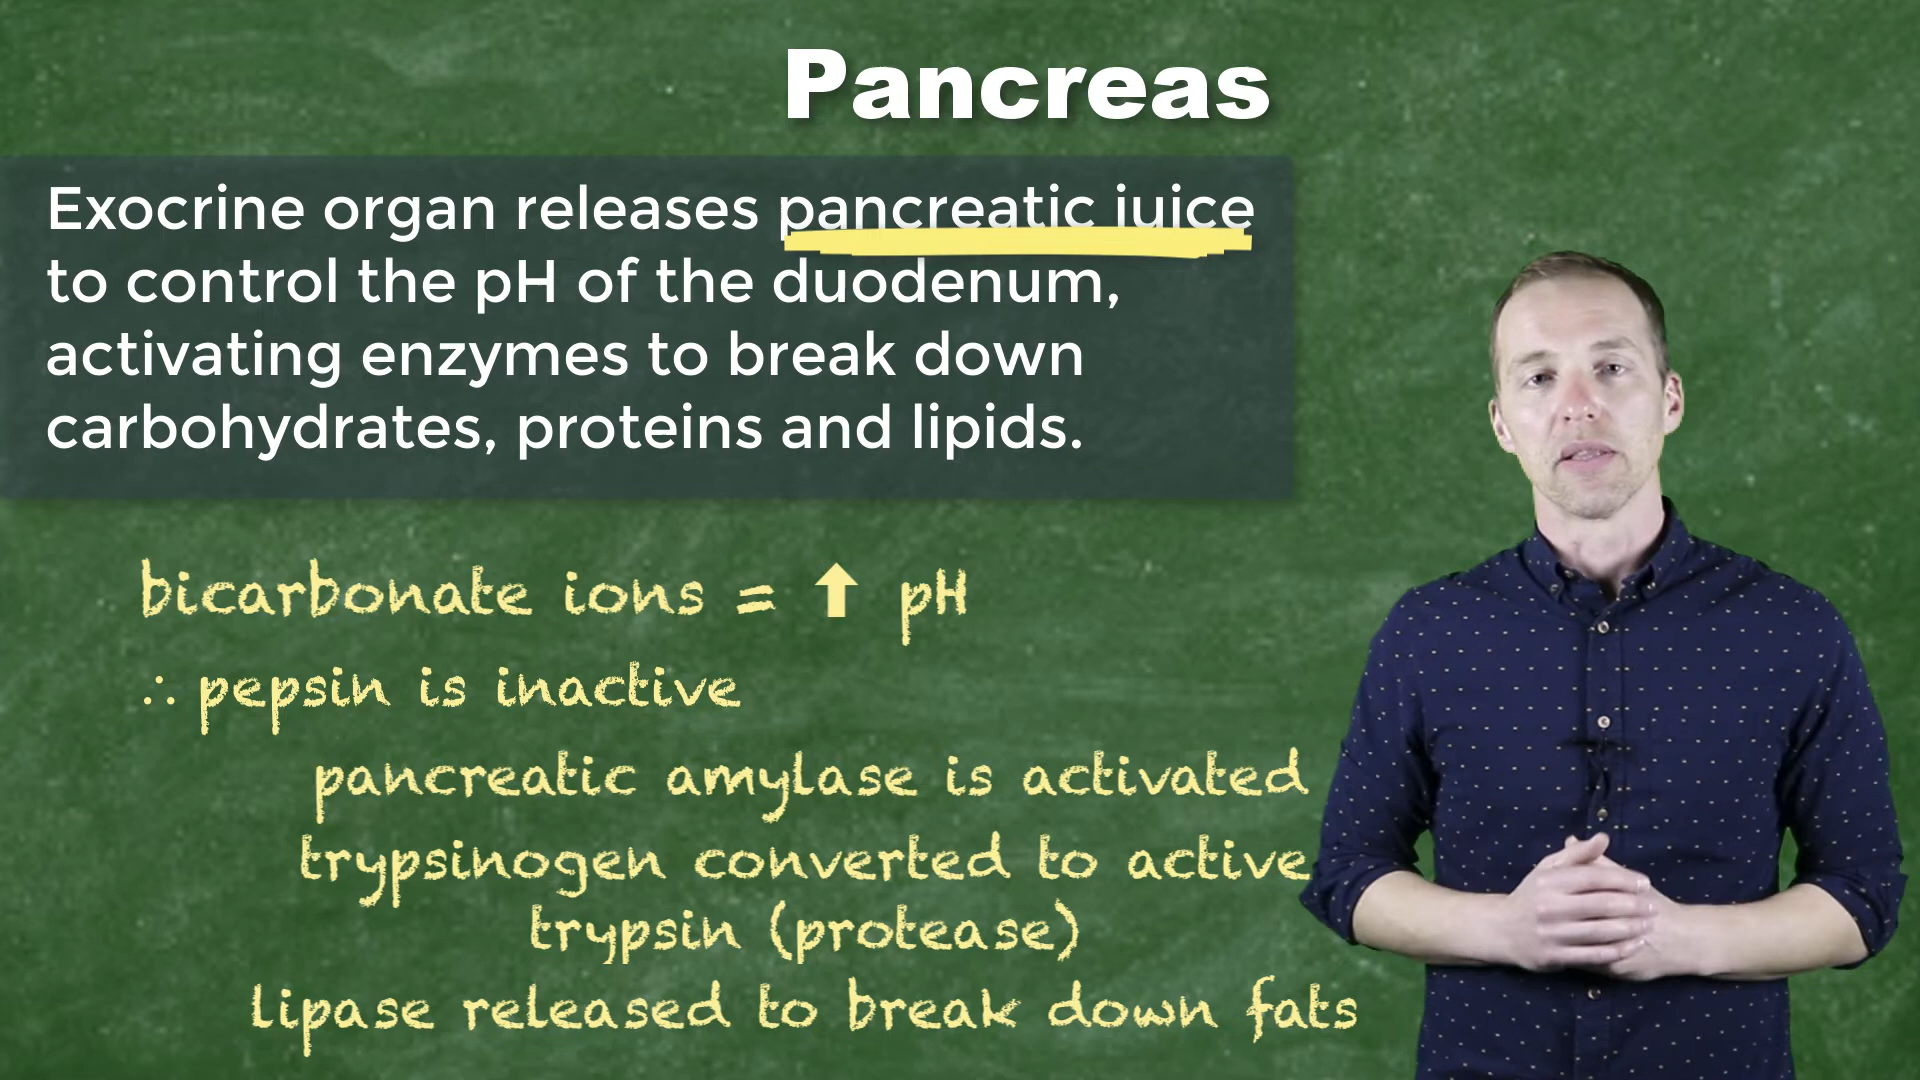 Pancreas
Exocrine organ releases pancreatic juice
to control the pH of the duodenum,
activating enzymes to break down
carbohydrates, proteins and lipids.
bicarbonate ions = ⬆ pH
∴ pepsin is inactive
pancreatic amylase is activated
trypsinogen converted to active
trypsin (protease)
lipase released to break down fats